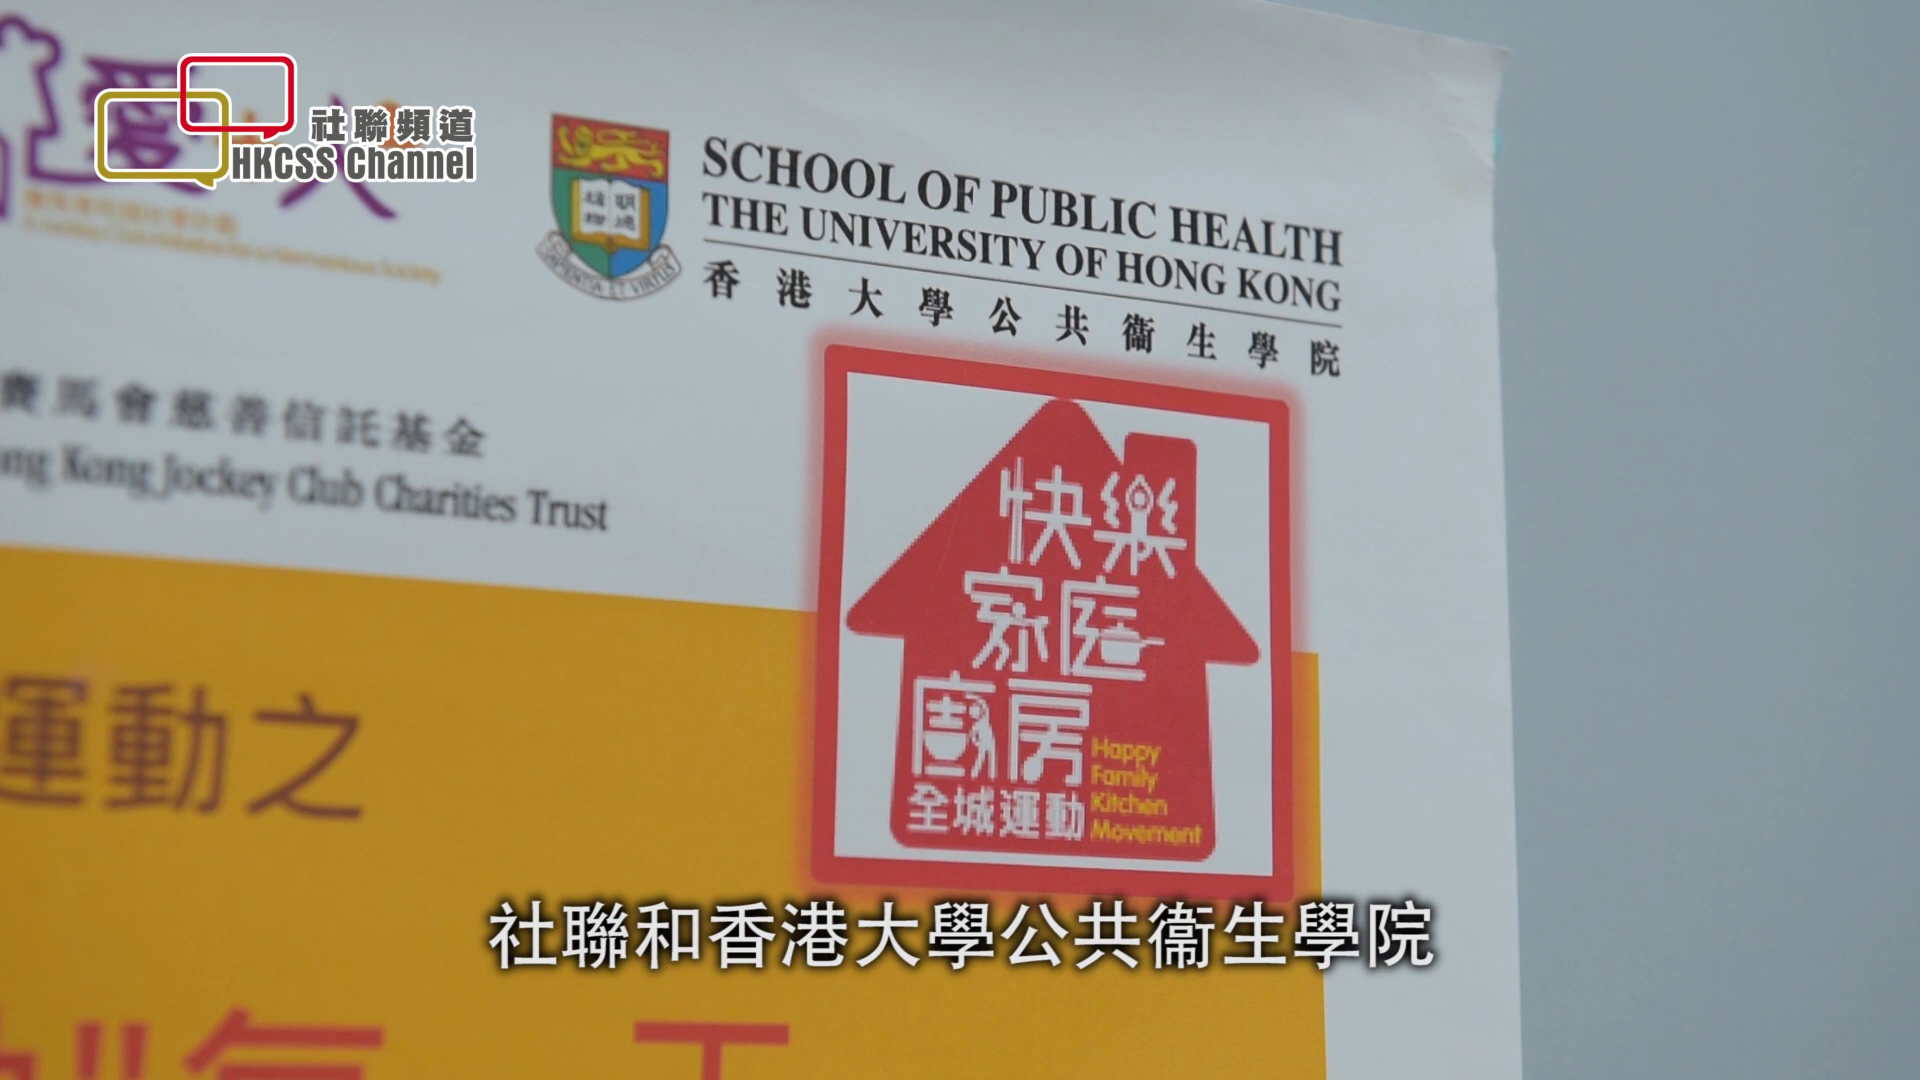 社聯頻道
HKCSS Channel
SCHOOL OF PUBLIC HEALTH
THE UNIVERSITY OF HONG KONG
香港大學公共衞生學院
賽馬會慈善信託基金
Kong Jockey Club Charities Trust
快樂
家庭
廚房
全城運動
Happy
Family
Kitchen
Movement
運動之
社聯和香港大學公共衞生學院